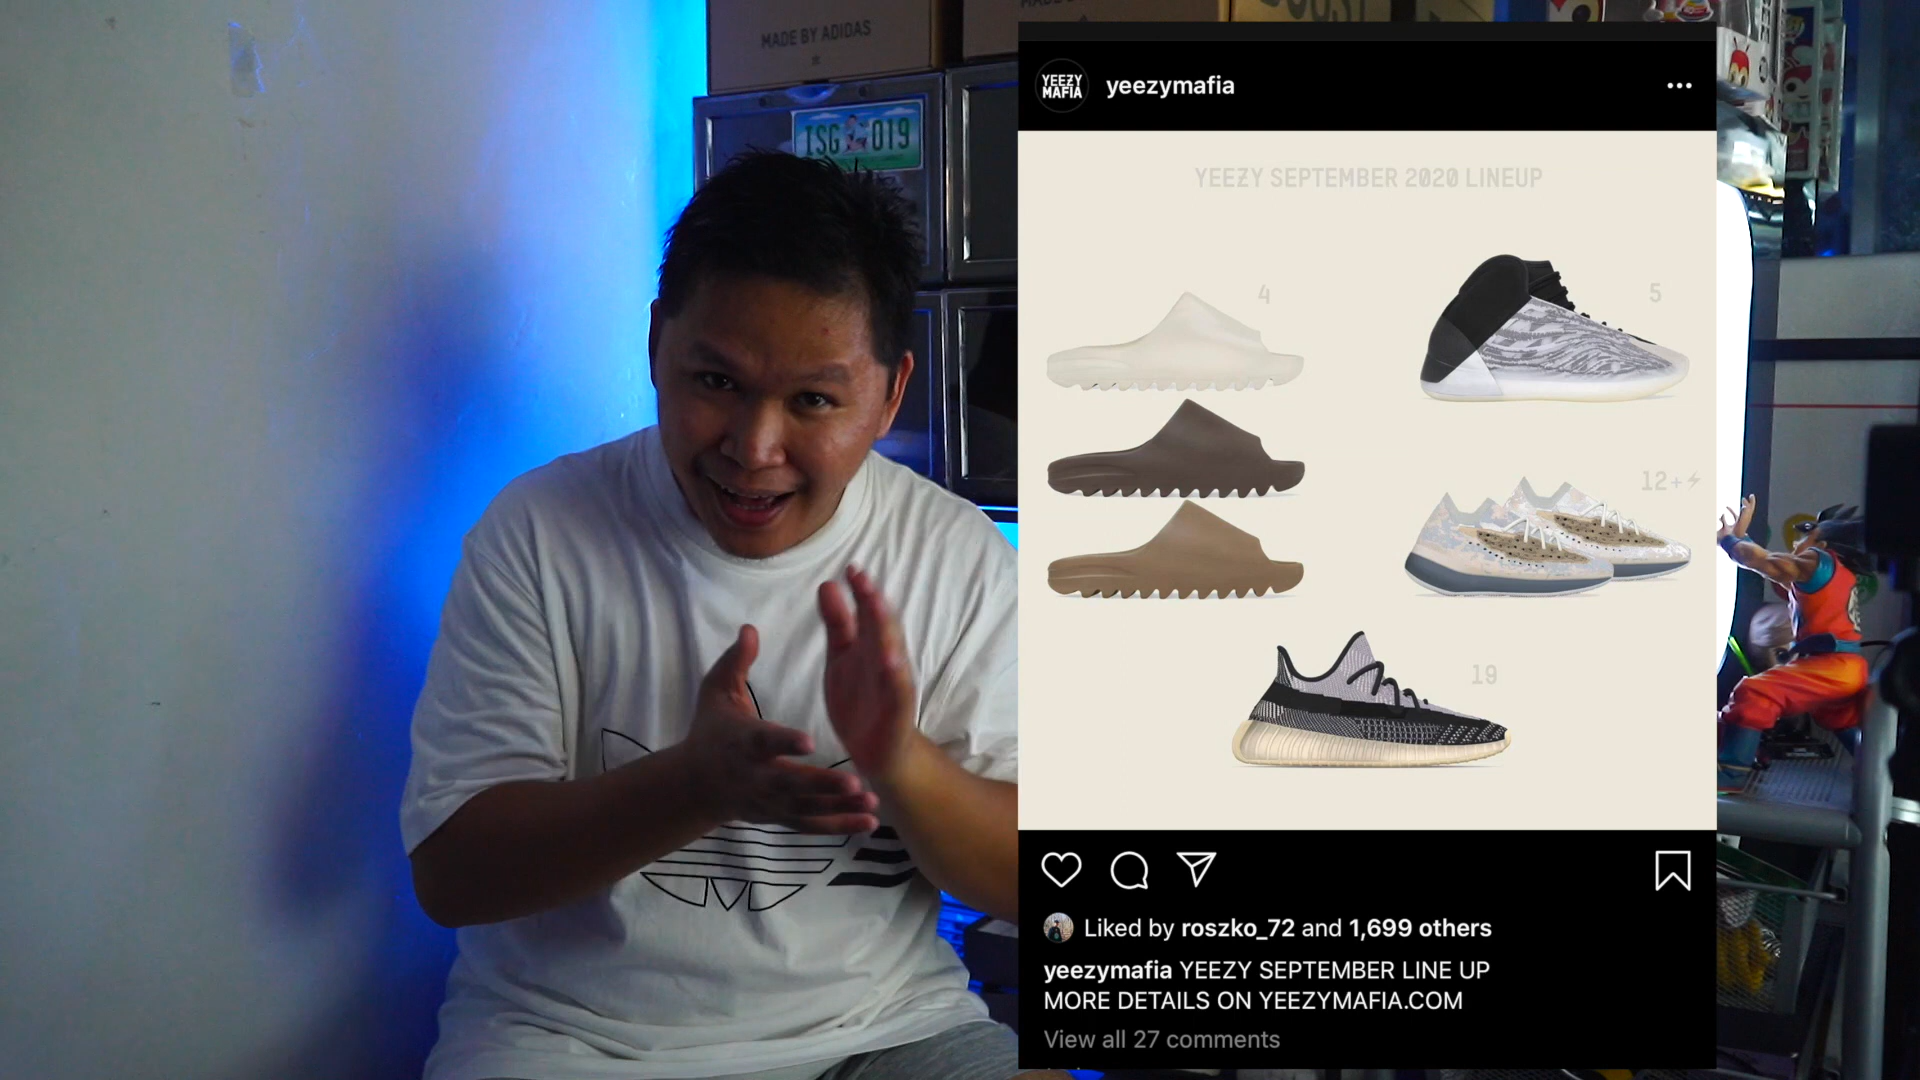 MADE BY ADIDAS
ISG 019
YEEZY
MAFIA
yeezymafia
YEEZY SEPTEMBER 2020 LINEUP
4
5
12+
19
Liked by roszko_72 and 1,699 others
yeezymafia YEEZY SEPTEMBER LINE UP
MORE DETAILS ON YEEZYMAFIA.COM
View all 27 comments